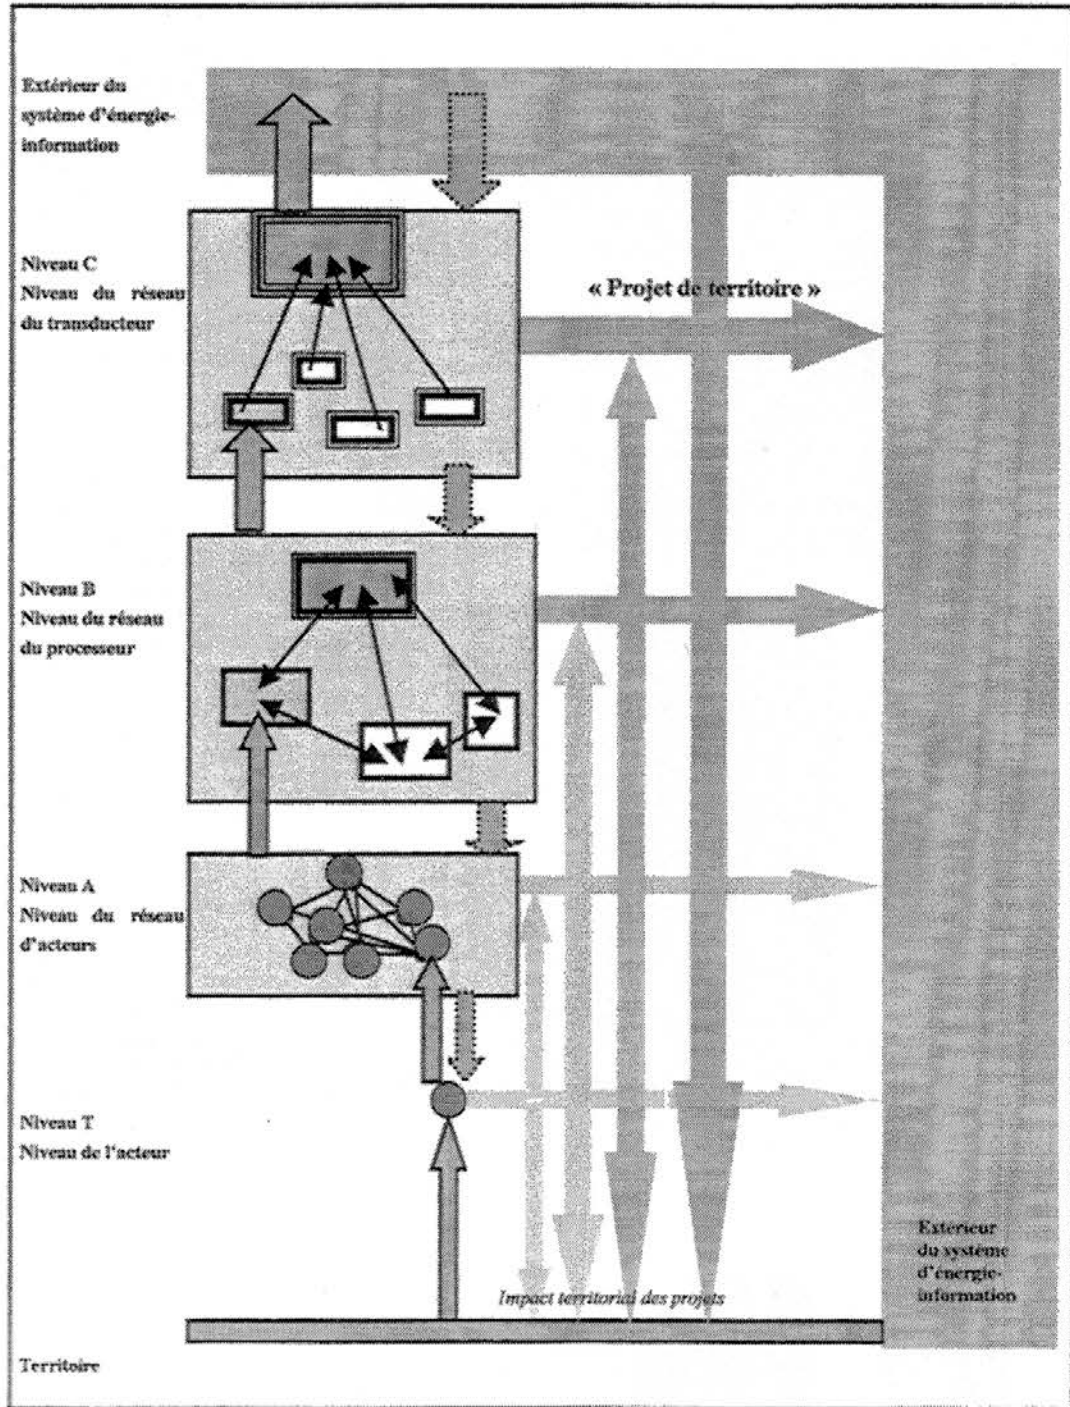 Extérieur du
système d'énergie-
information
Niveau C
Niveau du réseau
du transducteur
« Projet de territoire »
Niveau B
Niveau du réseau
du processeur
Niveau A
Niveau du réseau
d'acteurs
Niveau T
Niveau de l'acteur
Extérieur
du système
d'énergie-
information
Impact territorial des projets
Territoire